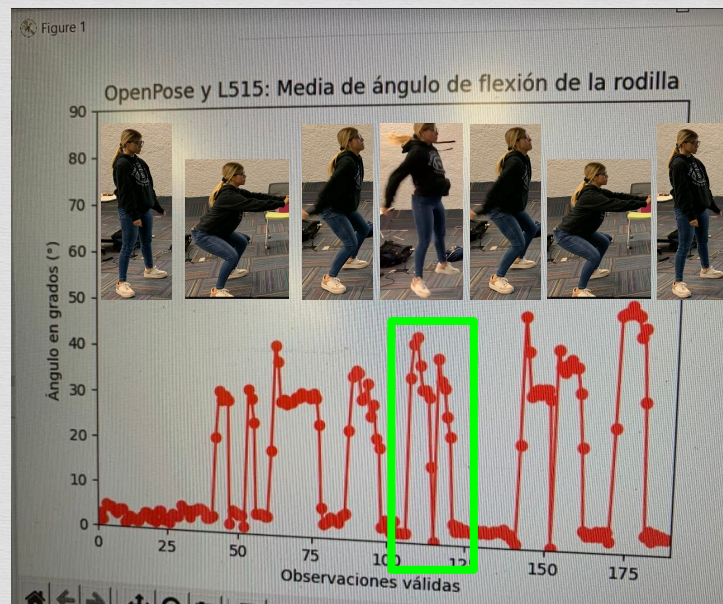 Figure 1
OpenPose y L515: Media de ángulo de flexión de la rodilla
Ángulo en grados (°)
90
80
70
60
50
40
30
20
10
0
0 25 50 75 100 125 150 175
Observaciones válidas